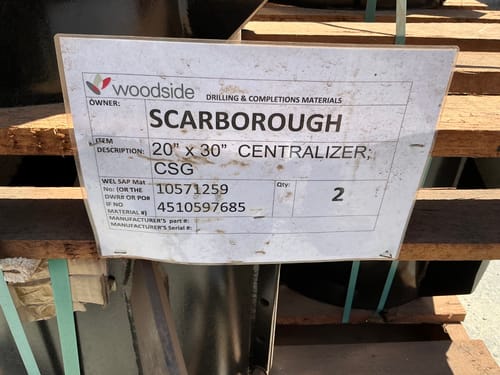 woodside
DRILLING & COMPLETIONS MATERIALS
OWNER:
SCARBOROUGH
ITEM
DESCRIPTION:
20" x 30" CENTRALIZER;
CSG
WEL SAP Mat
No: (OR THE
DWR# OR PO#
IF NO
MATERIAL #)
10571259
4510597685
Qty:
2
MANUFACTURER'S part #:
MANUFACTURER'S Serial #: